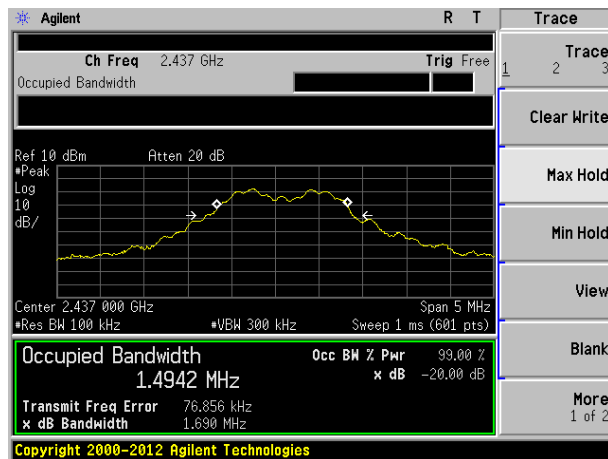 Agilent R T Trace
Ch Freq 2.437 GHz Trig Free
Occupied Bandwidth
Trace
1 2 3
Clear Write
Max Hold
Min Hold
View
Blank
More
1 of 2
Ref 10 dBm Atten 20 dB
#Peak
Log
10
dB/
Center 2.437 000 GHz Span 5 MHz
#Res BW 100 kHz #VBW 300 kHz Sweep 1 ms (601 pts)
Occupied Bandwidth Occ BW % Pwr 99.00 %
1.4942 MHz x dB -20.00 dB
Transmit Freq Error 76.856 kHz
x dB Bandwidth 1.690 MHz
Copyright 2000-2012 Agilent Technologies